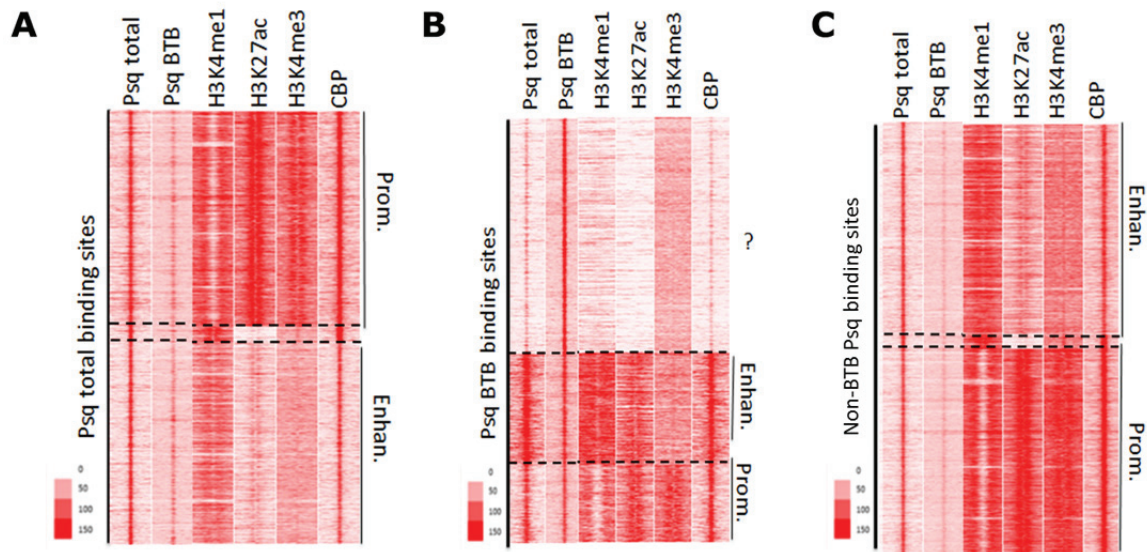 A
Psq total
Psq BTB
H3K4me1
H3K27ac
H3K4me3
CBP
Psq total binding sites
Prom.
Enhan.
0
50
100
150
B
Psq total
Psq BTB
H3K4me1
H3K27ac
H3K4me3
CBP
Psq BTB binding sites
?
Enhan.
Prom.
0
50
100
150
C
Psq total
Psq BTB
H3K4me1
H3K27ac
H3K4me3
CBP
Non-BTB Psq binding sites
Enhan.
Prom.
0
50
100
150